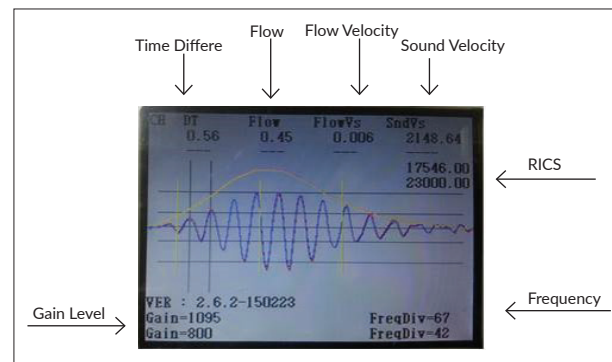 Flow
Flow Velocity
Time Differe
Sound Velocity
CH DT Flow FlowVs SndVs
0.56 0.45 0.006 2148.64
--- --- --- ----
17546.00
23000.00
RICS
VER : 2.6.2-150223
Gain=1095 FreqDiv=67
Gain=800 FreqDiv=42
Gain Level
Frequency